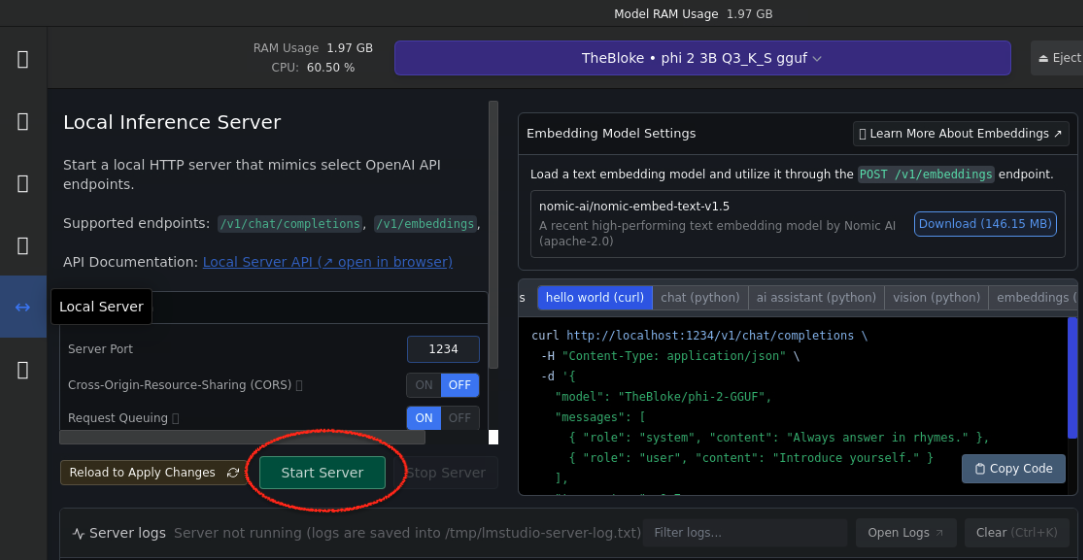 Model RAM Usage 1.97 GB
RAM Usage 1.97 GB
CPU: 60.50 %
TheBloke • phi 2 3B Q3_K_S gguf
Eject
Local Inference Server
Start a local HTTP server that mimics select OpenAI API
endpoints.
Supported endpoints: /v1/chat/completions, /v1/embeddings,
API Documentation: Local Server API (↗ open in browser)
Local Server
Server Port 1234
Cross-Origin-Resource-Sharing (CORS) ON OFF
Request Queuing ON OFF
Reload to Apply Changes Start Server Stop Server
Embedding Model Settings Learn More About Embeddings ↗
Load a text embedding model and utilize it through the POST /v1/embeddings endpoint.
nomic-ai/nomic-embed-text-v1.5
A recent high-performing text embedding model by Nomic AI
(apache-2.0)
Download (146.15 MB)
s hello world (curl) chat (python) ai assistant (python) vision (python) embeddings (
curl http://localhost:1234/v1/chat/completions \
-H "Content-Type: application/json" \
-d '{
"model": "TheBloke/phi-2-GGUF",
"messages": [
{ "role": "system", "content": "Always answer in rhymes." },
{ "role": "user", "content": "Introduce yourself." }
],
Copy Code
Server logs Server not running (logs are saved into /tmp/lmstudio-server-log.txt) Filter logs... Open Logs ↗ Clear (Ctrl+K)